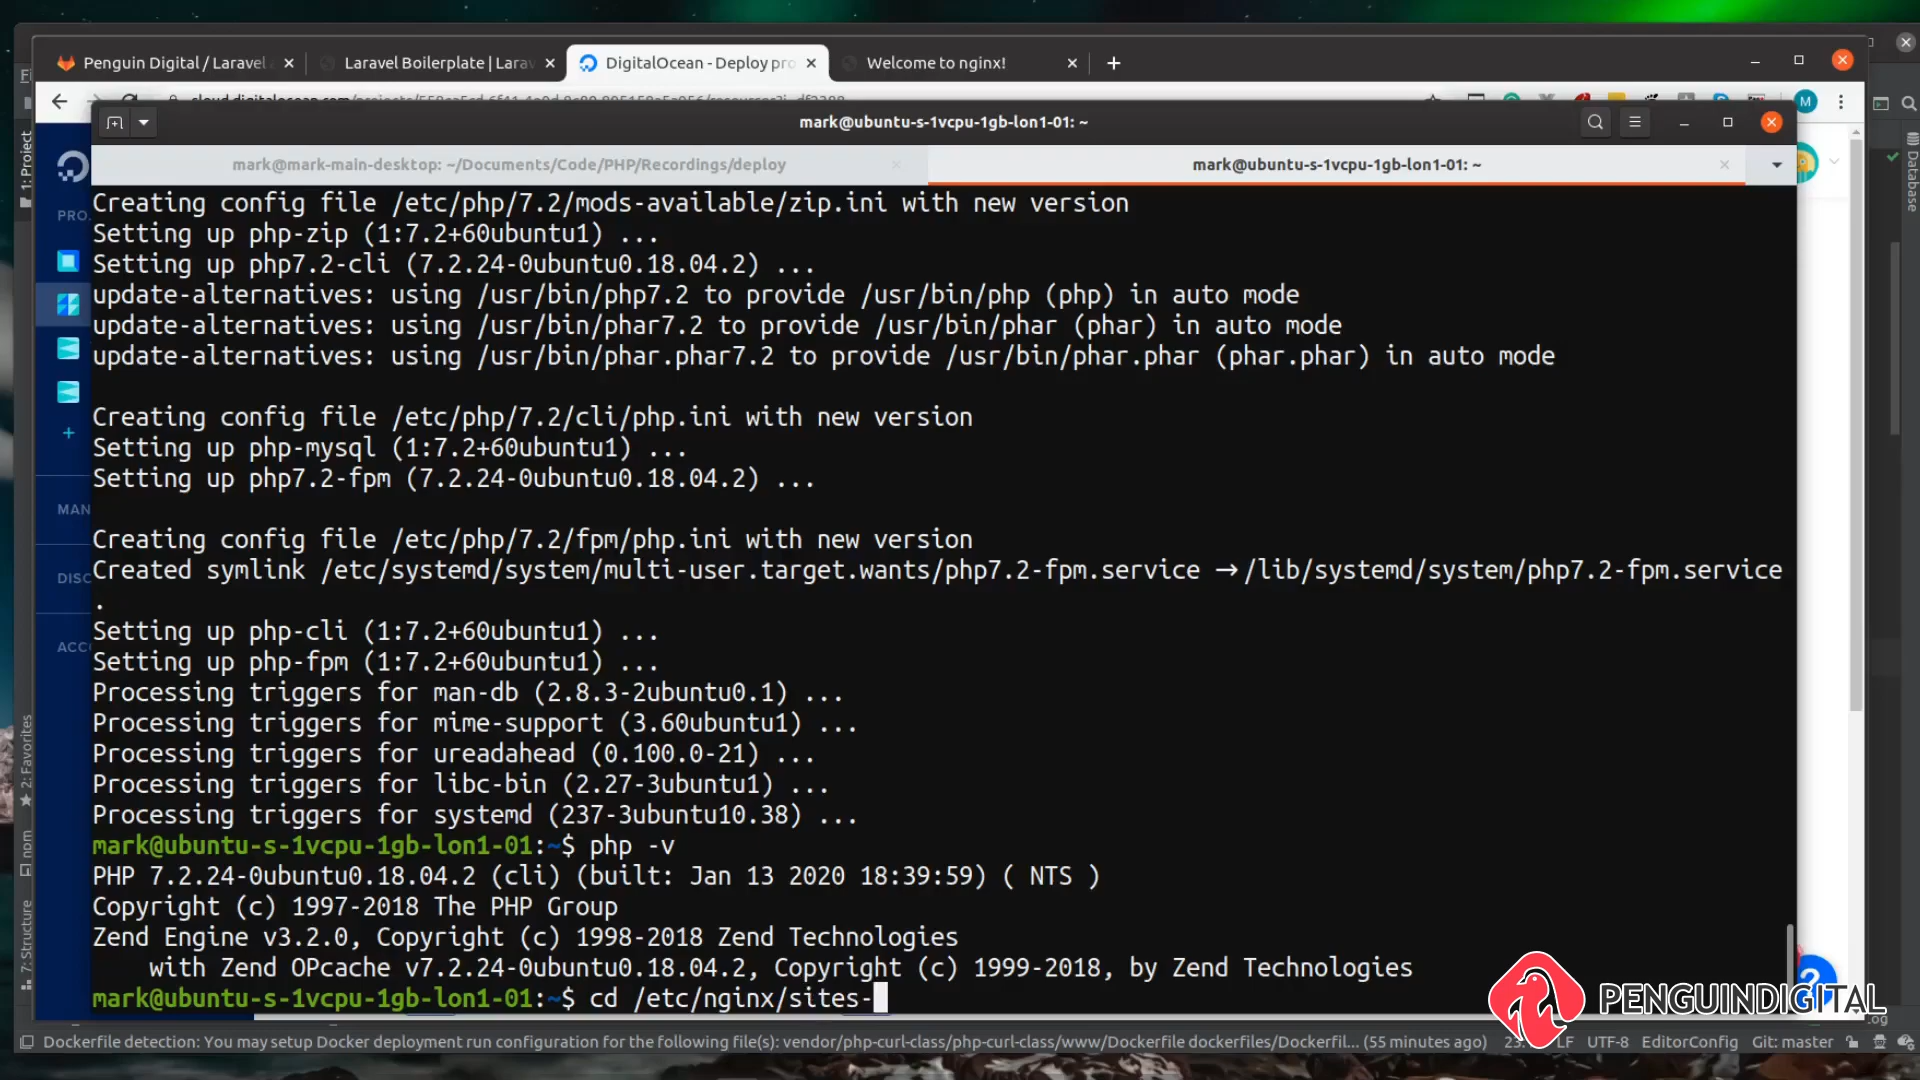 Penguin Digital / Laravel
Laravel Boilerplate | Larav
DigitalOcean - Deploy pro
Welcome to nginx!
M
mark@ubuntu-s-1vcpu-1gb-lon1-01: ~
mark@mark-main-desktop: ~/Documents/Code/PHP/Recordings/deploy
mark@ubuntu-s-1vcpu-1gb-lon1-01: ~
1: Project
Database
PRO
MAN
DISC
ACC
2: Favorites
npm
7: Structure
Creating config file /etc/php/7.2/mods-available/zip.ini with new version
Setting up php-zip (1:7.2+60ubuntu1) ...
Setting up php7.2-cli (7.2.24-0ubuntu0.18.04.2) ...
update-alternatives: using /usr/bin/php7.2 to provide /usr/bin/php (php) in auto mode
update-alternatives: using /usr/bin/phar7.2 to provide /usr/bin/phar (phar) in auto mode
update-alternatives: using /usr/bin/phar.phar7.2 to provide /usr/bin/phar.phar (phar.phar) in auto mode
Creating config file /etc/php/7.2/cli/php.ini with new version
Setting up php-mysql (1:7.2+60ubuntu1) ...
Setting up php7.2-fpm (7.2.24-0ubuntu0.18.04.2) ...
Creating config file /etc/php/7.2/fpm/php.ini with new version
Created symlink /etc/systemd/system/multi-user.target.wants/php7.2-fpm.service → /lib/systemd/system/php7.2-fpm.service
.
Setting up php-cli (1:7.2+60ubuntu1) ...
Setting up php-fpm (1:7.2+60ubuntu1) ...
Processing triggers for man-db (2.8.3-2ubuntu0.1) ...
Processing triggers for mime-support (3.60ubuntu1) ...
Processing triggers for ureadahead (0.100.0-21) ...
Processing triggers for libc-bin (2.27-3ubuntu1) ...
Processing triggers for systemd (237-3ubuntu10.38) ...
mark@ubuntu-s-1vcpu-1gb-lon1-01:~$ php -v
PHP 7.2.24-0ubuntu0.18.04.2 (cli) (built: Jan 13 2020 18:39:59) ( NTS )
Copyright (c) 1997-2018 The PHP Group
Zend Engine v3.2.0, Copyright (c) 1998-2018 Zend Technologies
with Zend OPcache v7.2.24-0ubuntu0.18.04.2, Copyright (c) 1999-2018, by Zend Technologies
mark@ubuntu-s-1vcpu-1gb-lon1-01:~$ cd /etc/nginx/sites-
PENGUINDIGITAL
Dockerfile detection: You may setup Docker deployment run configuration for the following file(s): vendor/php-curl-class/php-curl-class/www/Dockerfile dockerfiles/Dockerfil... (55 minutes ago)
LF UTF-8 EditorConfig Git: master